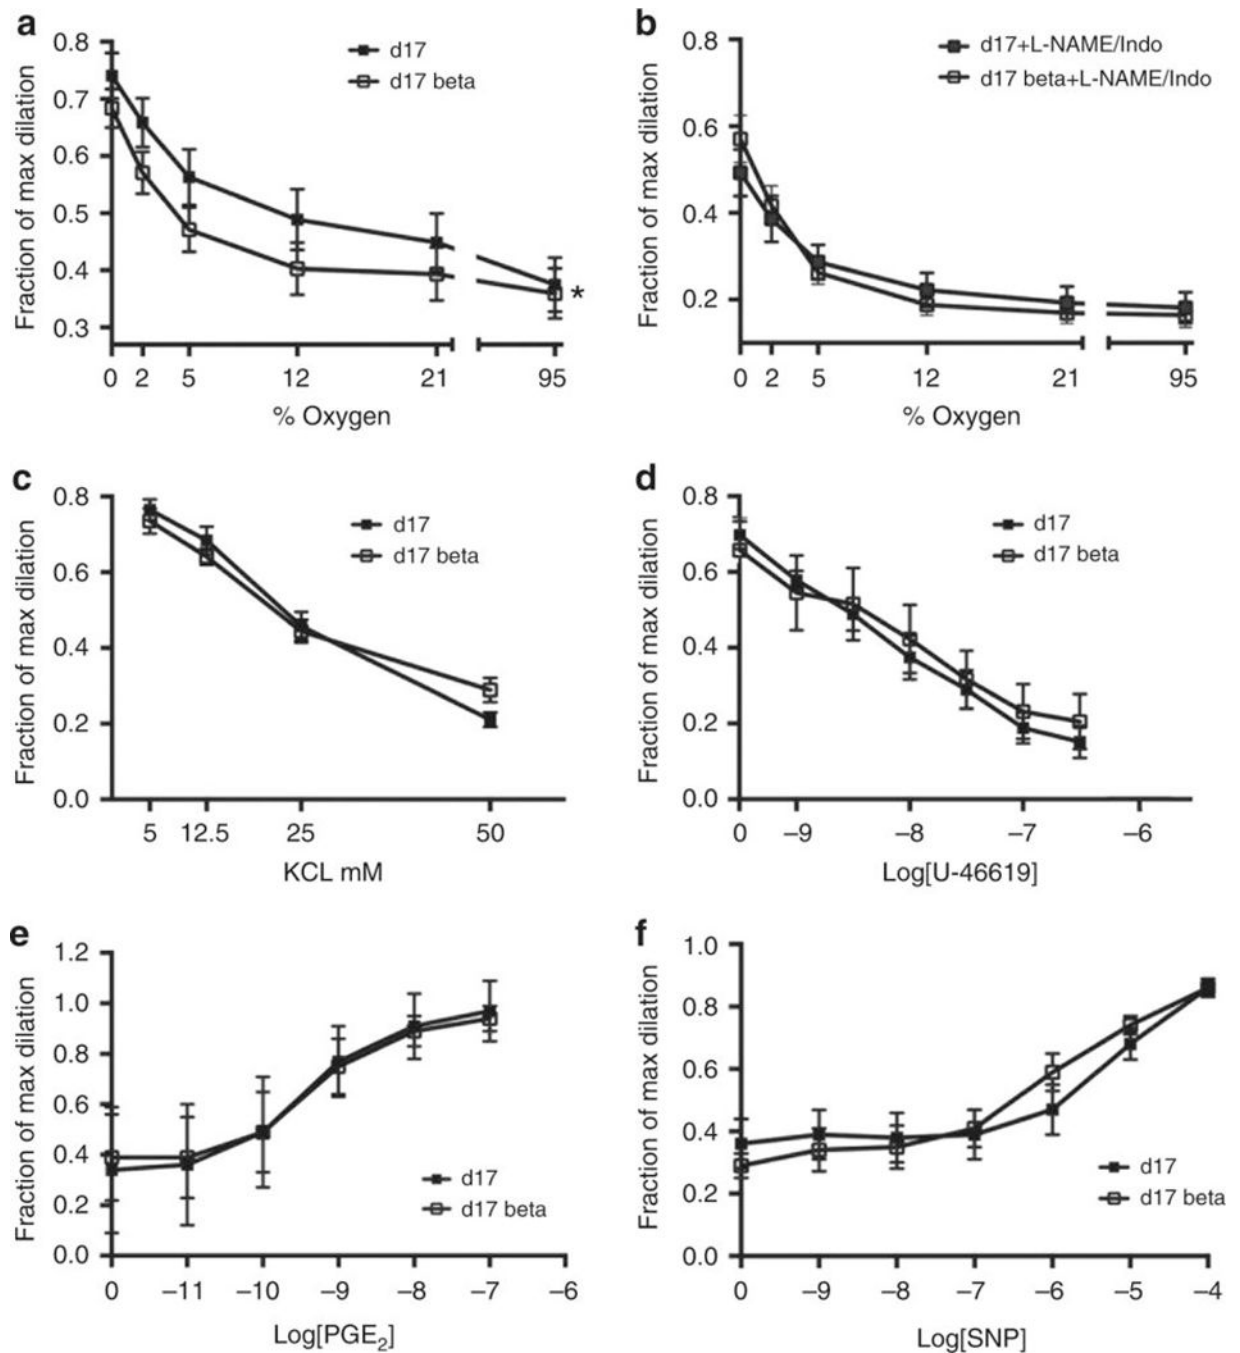 a
Fraction of max dilation
0.8
0.7
0.6
0.5
0.4
0.3
d17
d17 beta
*
0 2 5 12 21 95
% Oxygen
b
Fraction of max dilation
0.8
0.6
0.4
0.2
d17+L-NAME/Indo
d17 beta+L-NAME/Indo
0 2 5 12 21 95
% Oxygen
c
Fraction of max dilation
0.8
0.6
0.4
0.2
0.0
d17
d17 beta
5 12.5 25 50
KCL mM
d
Fraction of max dilation
0.8
0.6
0.4
0.2
0.0
d17
d17 beta
0 –9 –8 –7 –6
Log[U-46619]
e
Fraction of max dilation
1.2
1.0
0.8
0.6
0.4
0.2
0.0
d17
d17 beta
0 –11 –10 –9 –8 –7 –6
Log[PGE₂]
f
Fraction of max dilation
1.0
0.8
0.6
0.4
0.2
0.0
d17
d17 beta
0 –9 –8 –7 –6 –5 –4
Log[SNP]